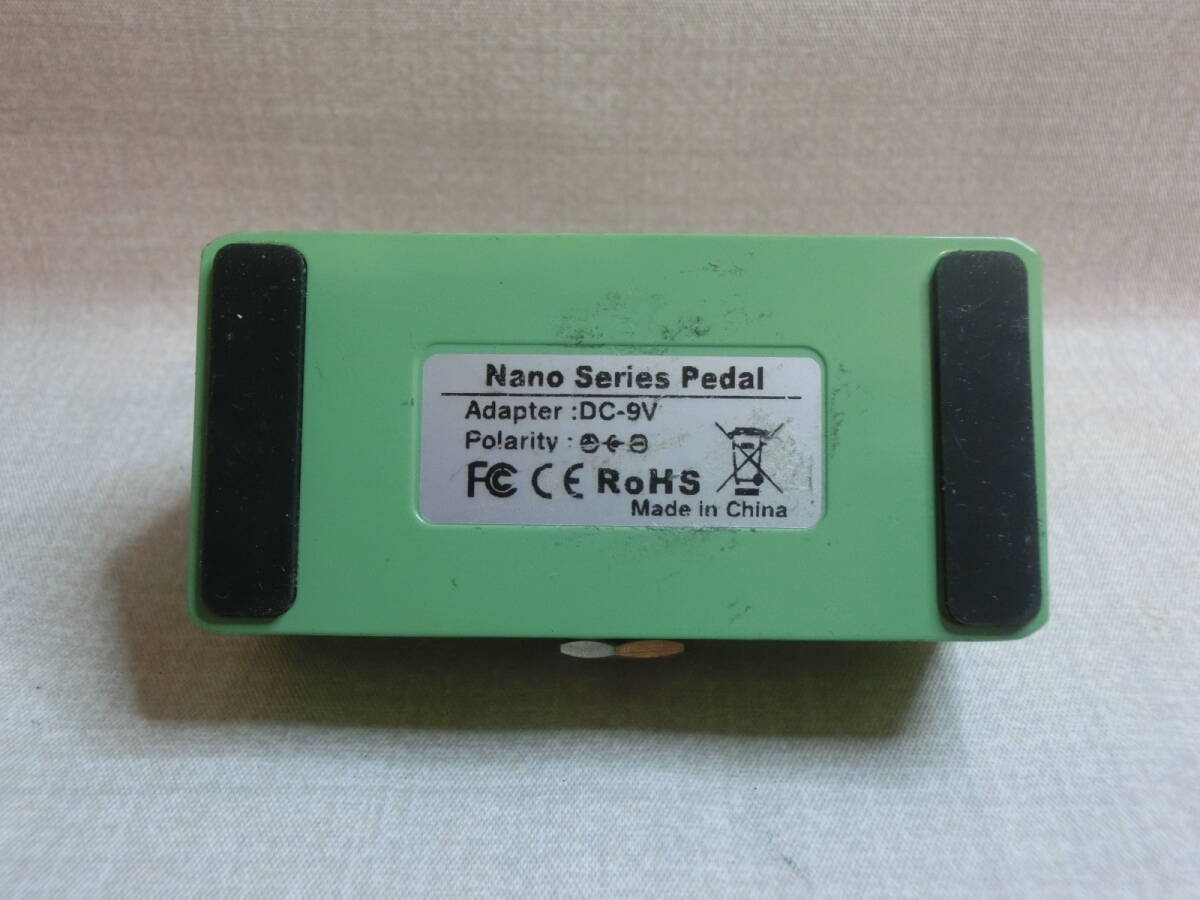 Nano Series Pedal
Adapter :DC-9V
Polarity :
FC CE RoHS
Made in China